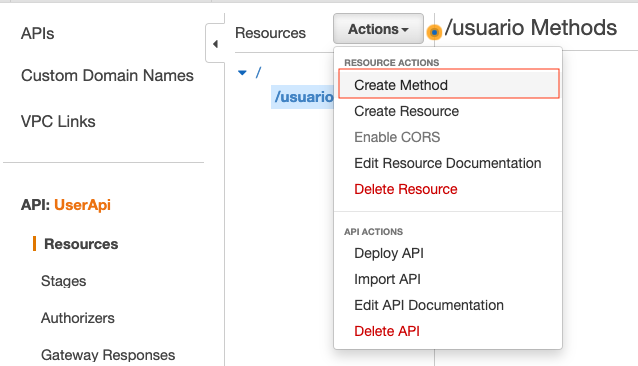 APIs
Custom Domain Names
VPC Links
API: UserApi
Resources
Stages
Authorizers
Gateway Responses
Resources
Actions
/
/usuario
/usuario Methods
RESOURCE ACTIONS
Create Method
Create Resource
Enable CORS
Edit Resource Documentation
Delete Resource
API ACTIONS
Deploy API
Import API
Edit API Documentation
Delete API